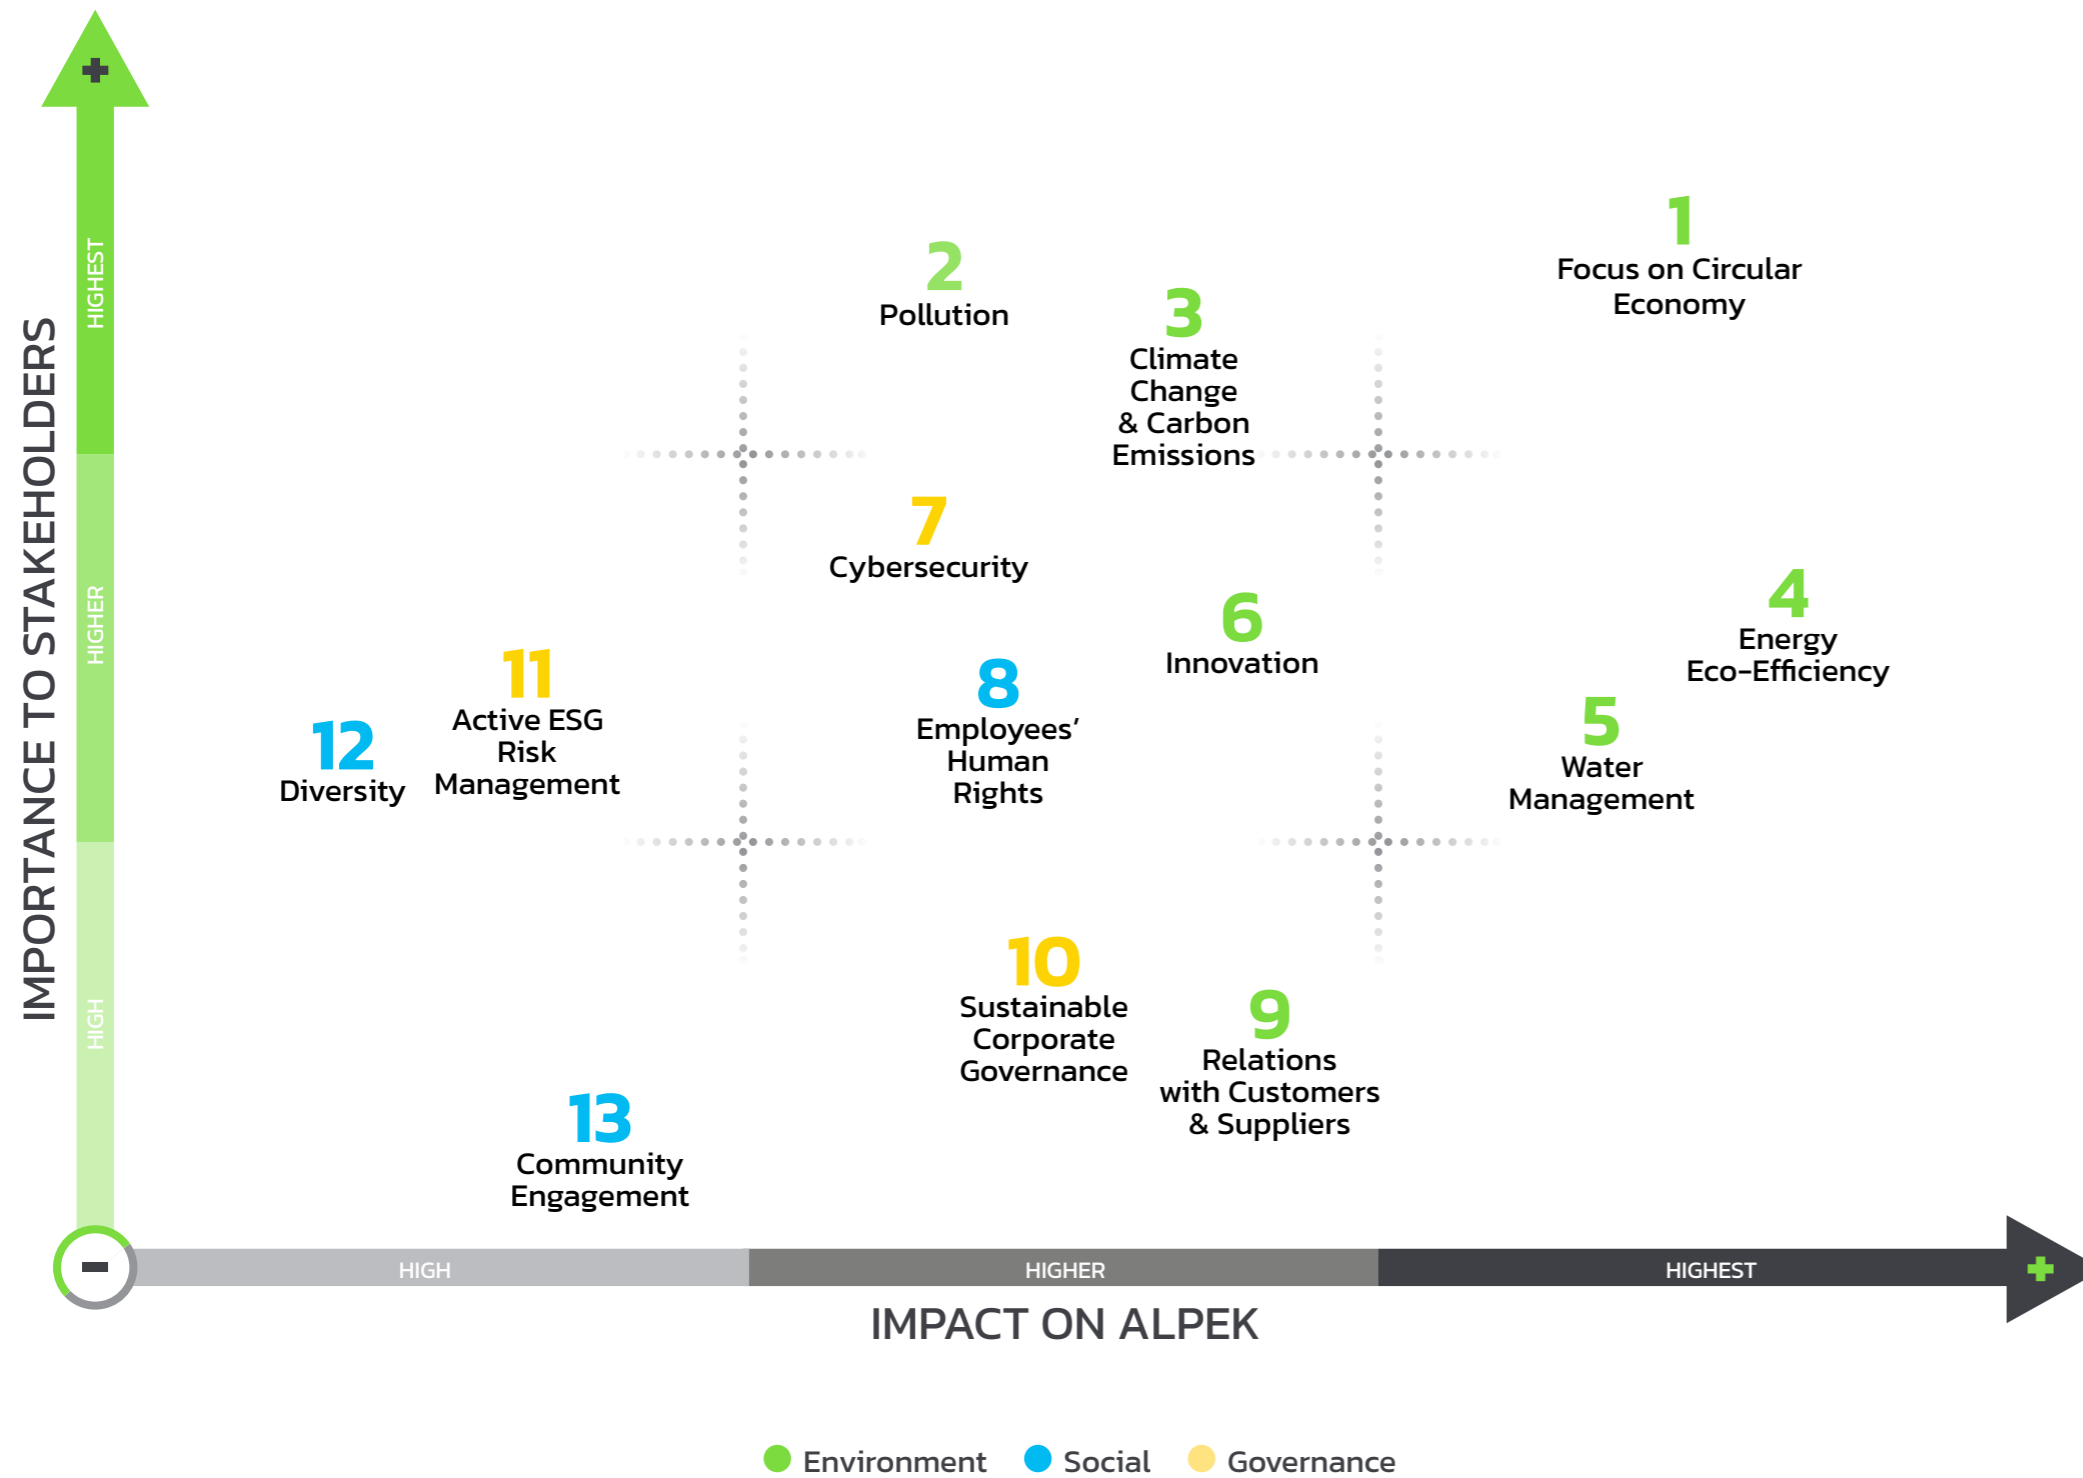 IMPORTANCE TO STAKEHOLDERS
HIGHEST
HIGHER
HIGH
1
Focus on Circular
Economy
2
Pollution
3
Climate
Change
& Carbon
Emissions
7
Cybersecurity
4
Energy
Eco-Efficiency
6
Innovation
11
Active ESG
Risk
Management
8
Employees'
Human
Rights
5
Water
Management
12
Diversity
10
Sustainable
Corporate
Governance
9
Relations
with Customers
& Suppliers
13
Community
Engagement
HIGH
HIGHER
HIGHEST
IMPACT ON ALPEK
Environment
Social
Governance